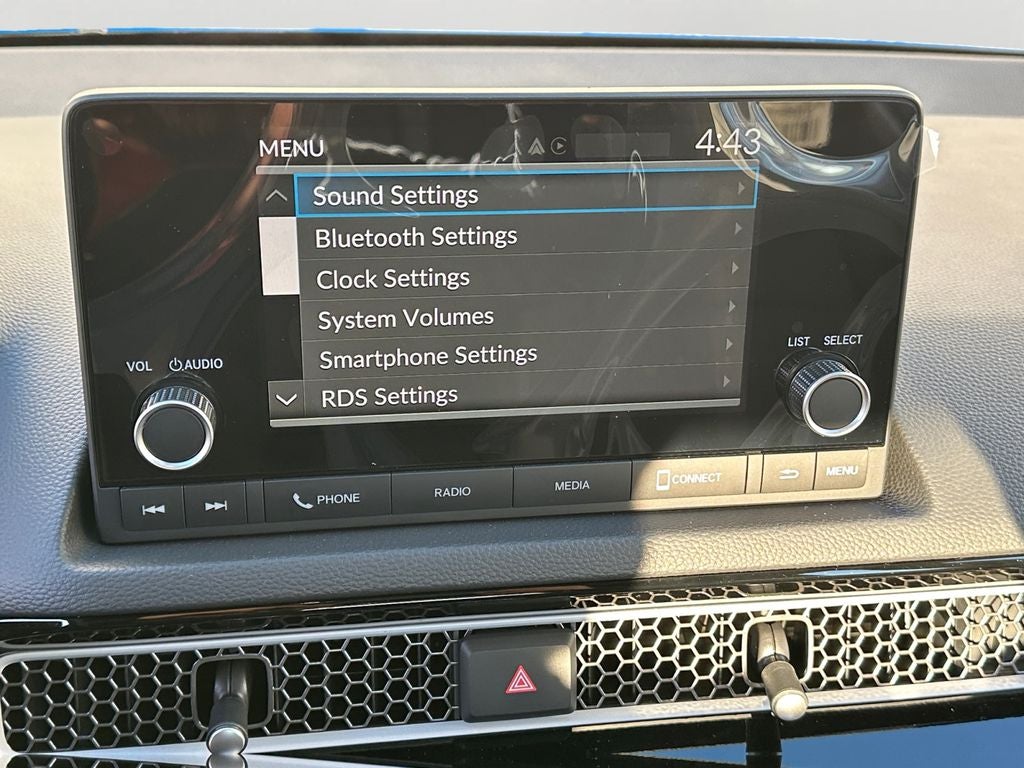 MENU 4:43
Sound Settings
Bluetooth Settings
Clock Settings
System Volumes
Smartphone Settings
RDS Settings
VOL AUDIO
LIST SELECT
PHONE RADIO MEDIA CONNECT MENU